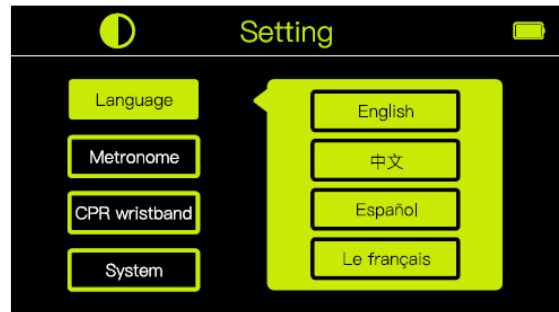 Setting
Language
Metronome
CPR wristband
System
English
中文
Español
Le français